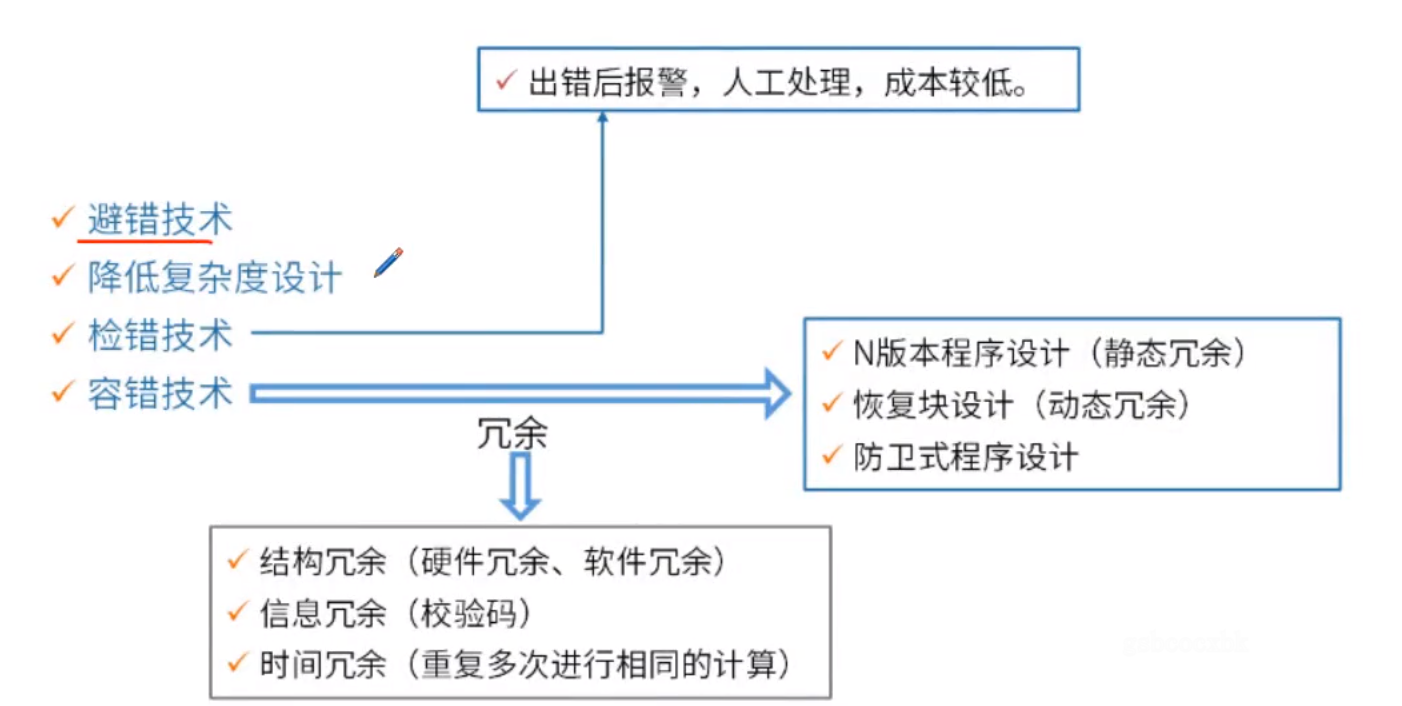 出错后报警，人工处理，成本较低。
避错技术
降低复杂度设计
检错技术
容错技术
冗余
N版本程序设计（静态冗余）
恢复块设计（动态冗余）
防卫式程序设计
结构冗余（硬件冗余、软件冗余）
信息冗余（校验码）
时间冗余（重复多次进行相同的计算）